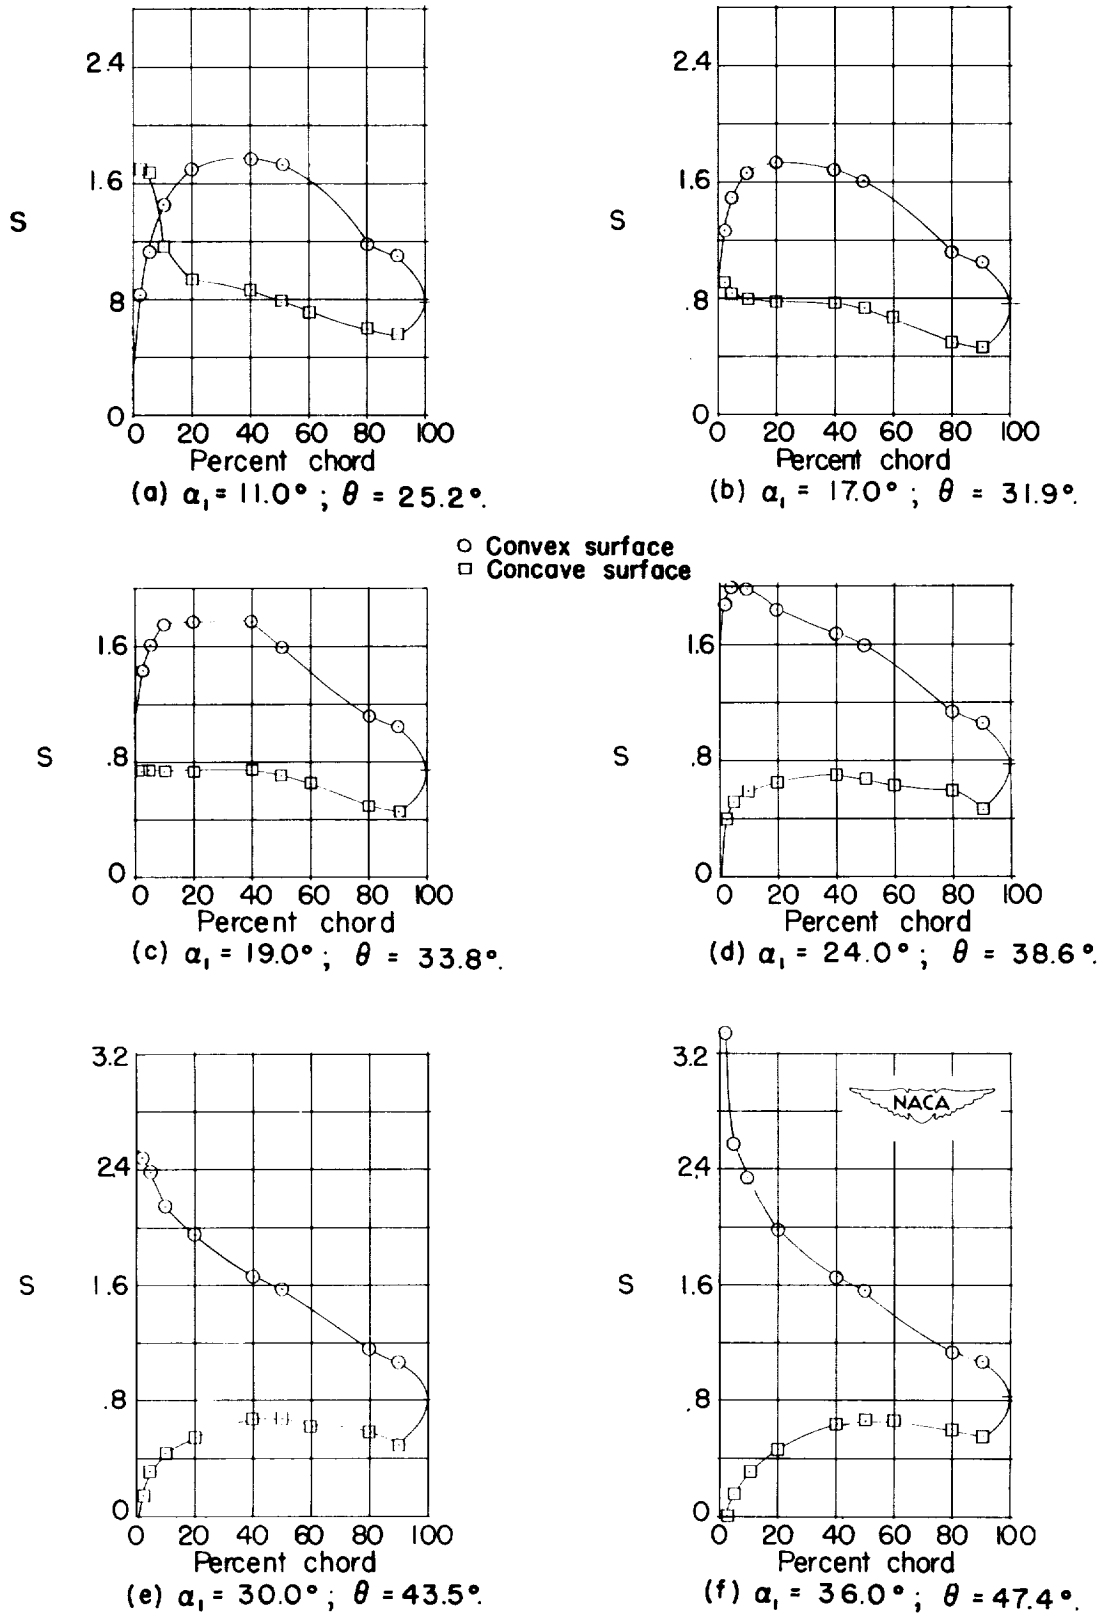 2.4
1.6
S
.8
0
0 20 40 60 80 100
Percent chord
(a) α₁ = 11.0°; θ = 25.2°.
2.4
1.6
S
.8
0
0 20 40 60 80 100
Percent chord
(b) α₁ = 17.0°; θ = 31.9°.
○ Convex surface
□ Concave surface
1.6
S
.8
0
0 20 40 60 80 100
Percent chord
(c) α₁ = 19.0°; θ = 33.8°.
1.6
S
.8
0
0 20 40 60 80 100
Percent chord
(d) α₁ = 24.0°; θ = 38.6°.
3.2
2.4
1.6
S
.8
0
0 20 40 60 80 100
Percent chord
(e) α₁ = 30.0°; θ = 43.5°.
3.2
NACA
2.4
1.6
S
.8
0
0 20 40 60 80 100
Percent chord
(f) α₁ = 36.0°; θ = 47.4°.